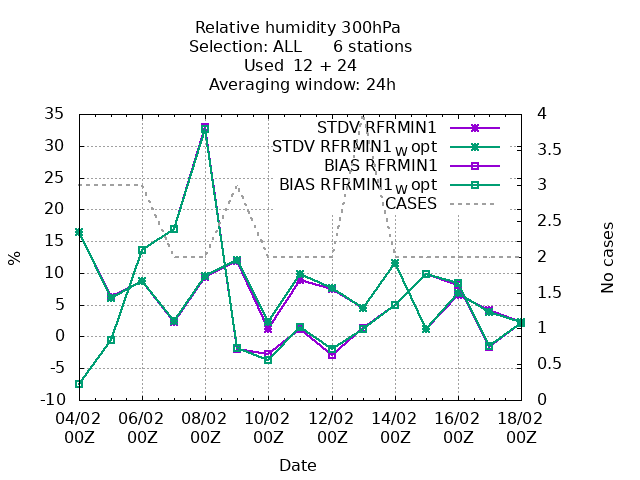 Relative humidity 300hPa
Selection: ALL 6 stations
Used 12 + 24
Averaging window: 24h
35
30
25
20
15
10
5
0
-5
-10
%
STDV RFRMIN1
STDV RFRMIN1w opt
BIAS RFRMIN1
BIAS RFRMIN1w opt
CASES
4
3.5
3
2.5
2
1.5
1
0.5
0
No cases
04/02 06/02 08/02 10/02 12/02 14/02 16/02 18/02
00Z 00Z 00Z 00Z 00Z 00Z 00Z 00Z
Date